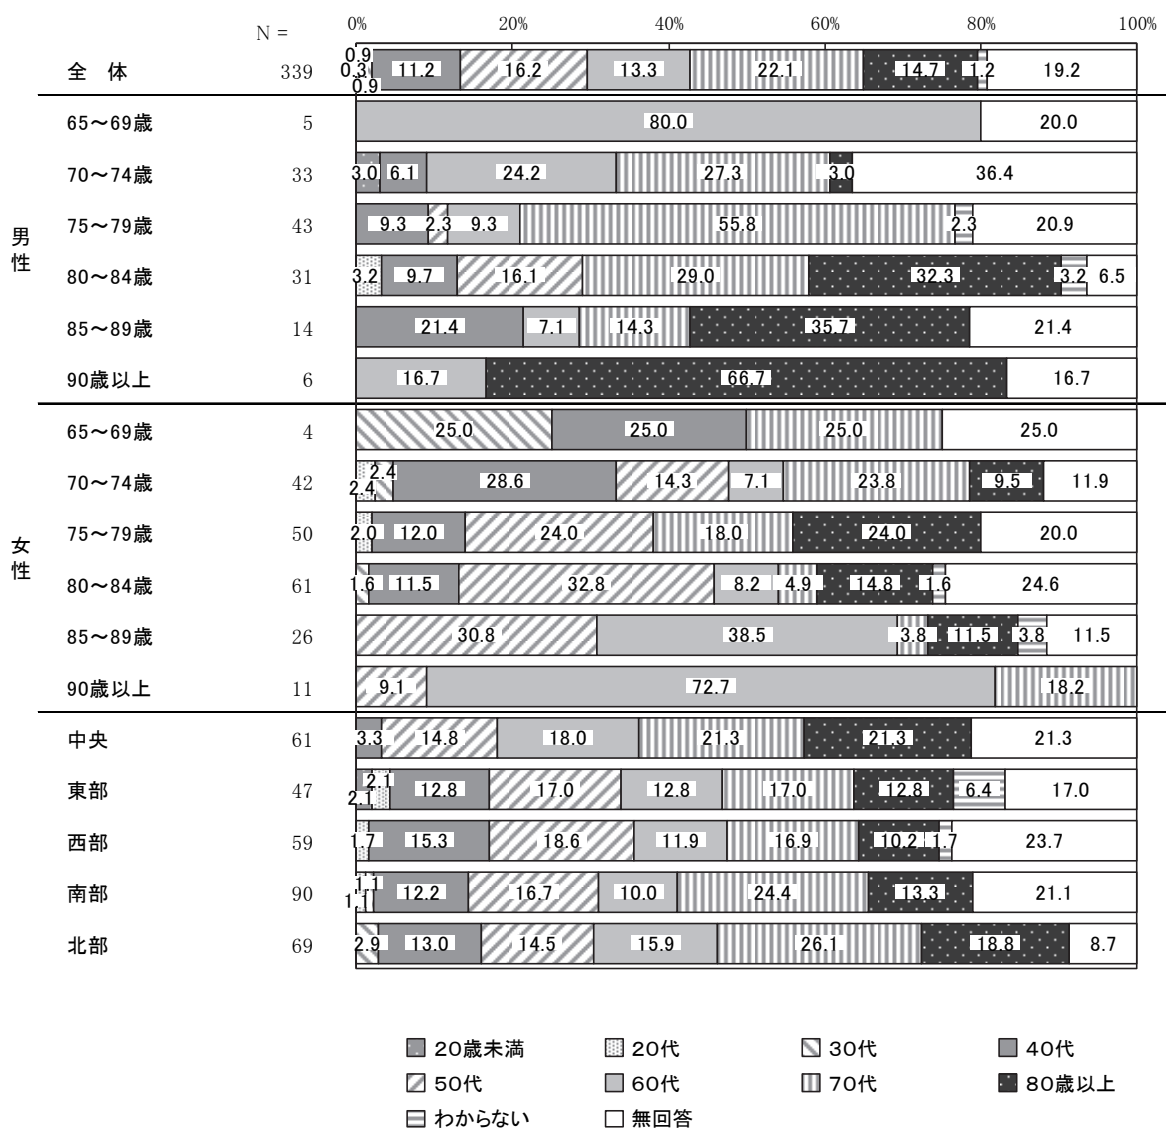 N =
0% 20% 40% 60% 80% 100%
全 体 339 0.9 0.3 0.9 11.2 16.2 13.3 22.1 14.7 1.2 19.2
男性
65～69歳 5 80.0 20.0
70～74歳 33 3.0 6.1 24.2 27.3 3.0 36.4
75～79歳 43 9.3 2.3 9.3 55.8 2.3 20.9
80～84歳 31 3.2 9.7 16.1 29.0 32.3 3.2 6.5
85～89歳 14 21.4 7.1 14.3 35.7 21.4
90歳以上 6 16.7 66.7 16.7
女性
65～69歳 4 25.0 25.0 25.0 25.0
70～74歳 42 2.4 2.4 28.6 14.3 7.1 23.8 9.5 11.9
75～79歳 50 2.0 12.0 24.0 18.0 24.0 20.0
80～84歳 61 1.6 11.5 32.8 8.2 4.9 14.8 1.6 24.6
85～89歳 26 30.8 38.5 3.8 11.5 3.8 11.5
90歳以上 11 9.1 72.7 18.2
中央 61 3.3 14.8 18.0 21.3 21.3 21.3
東部 47 2.1 2.1 12.8 17.0 12.8 17.0 12.8 6.4 17.0
西部 59 1.7 15.3 18.6 11.9 16.9 10.2 1.7 23.7
南部 90 1.1 1.1 12.2 16.7 10.0 24.4 13.3 21.1
北部 69 2.9 13.0 14.5 15.9 26.1 18.8 8.7
20歳未満 20代 30代 40代
50代 60代 70代 80歳以上
わからない 無回答